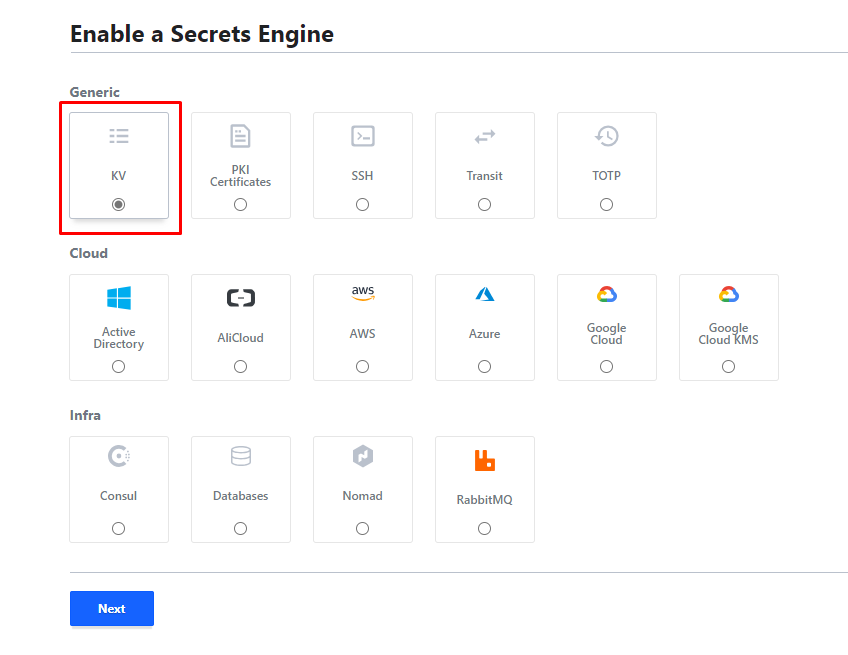 Enable a Secrets Engine
Generic
KV
PKI
Certificates
SSH
Transit
TOTP
Cloud
Active
Directory
AliCloud
aws
AWS
Azure
Google
Cloud
Google
Cloud KMS
Infra
Consul
Databases
Nomad
RabbitMQ
Next